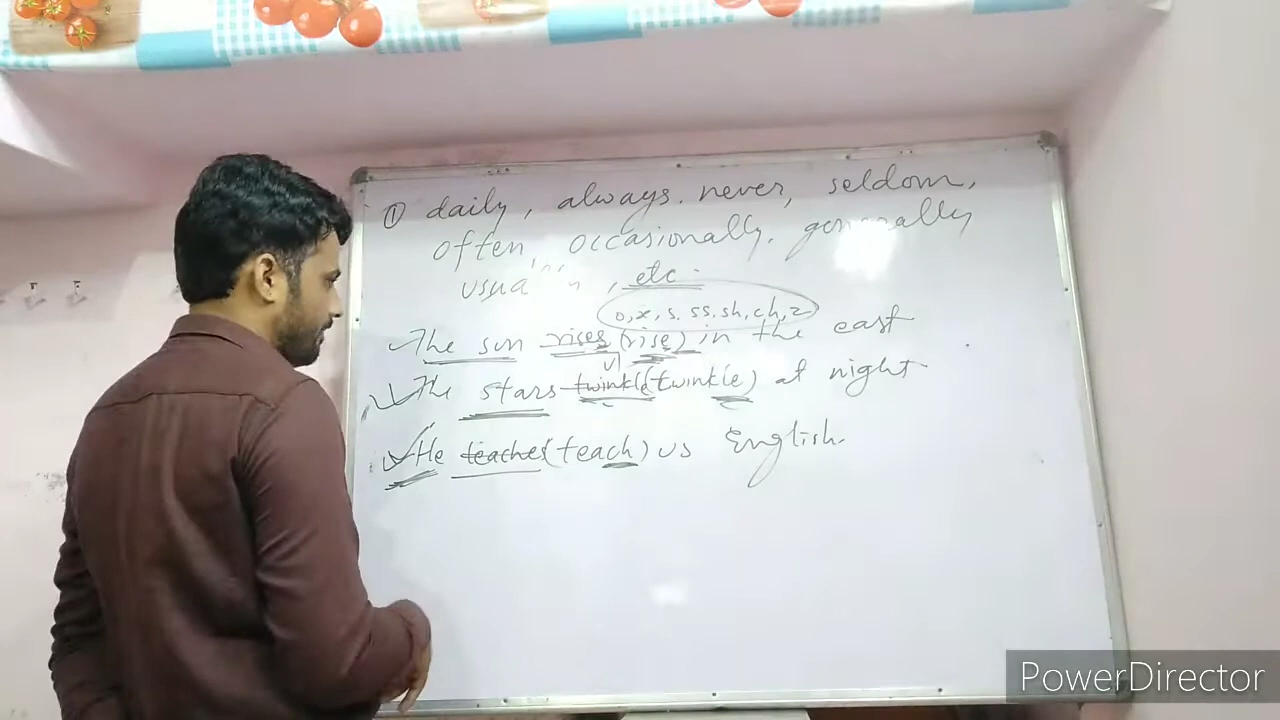 ① daily, always, never, seldom,
often, occasionally, generally
, etc.
o, x, s, ss, sh, ch, z
The sun rises (rise) in the east
The stars twinkle (twinkle) at night
He teaches (teach) us English.
PowerDirector